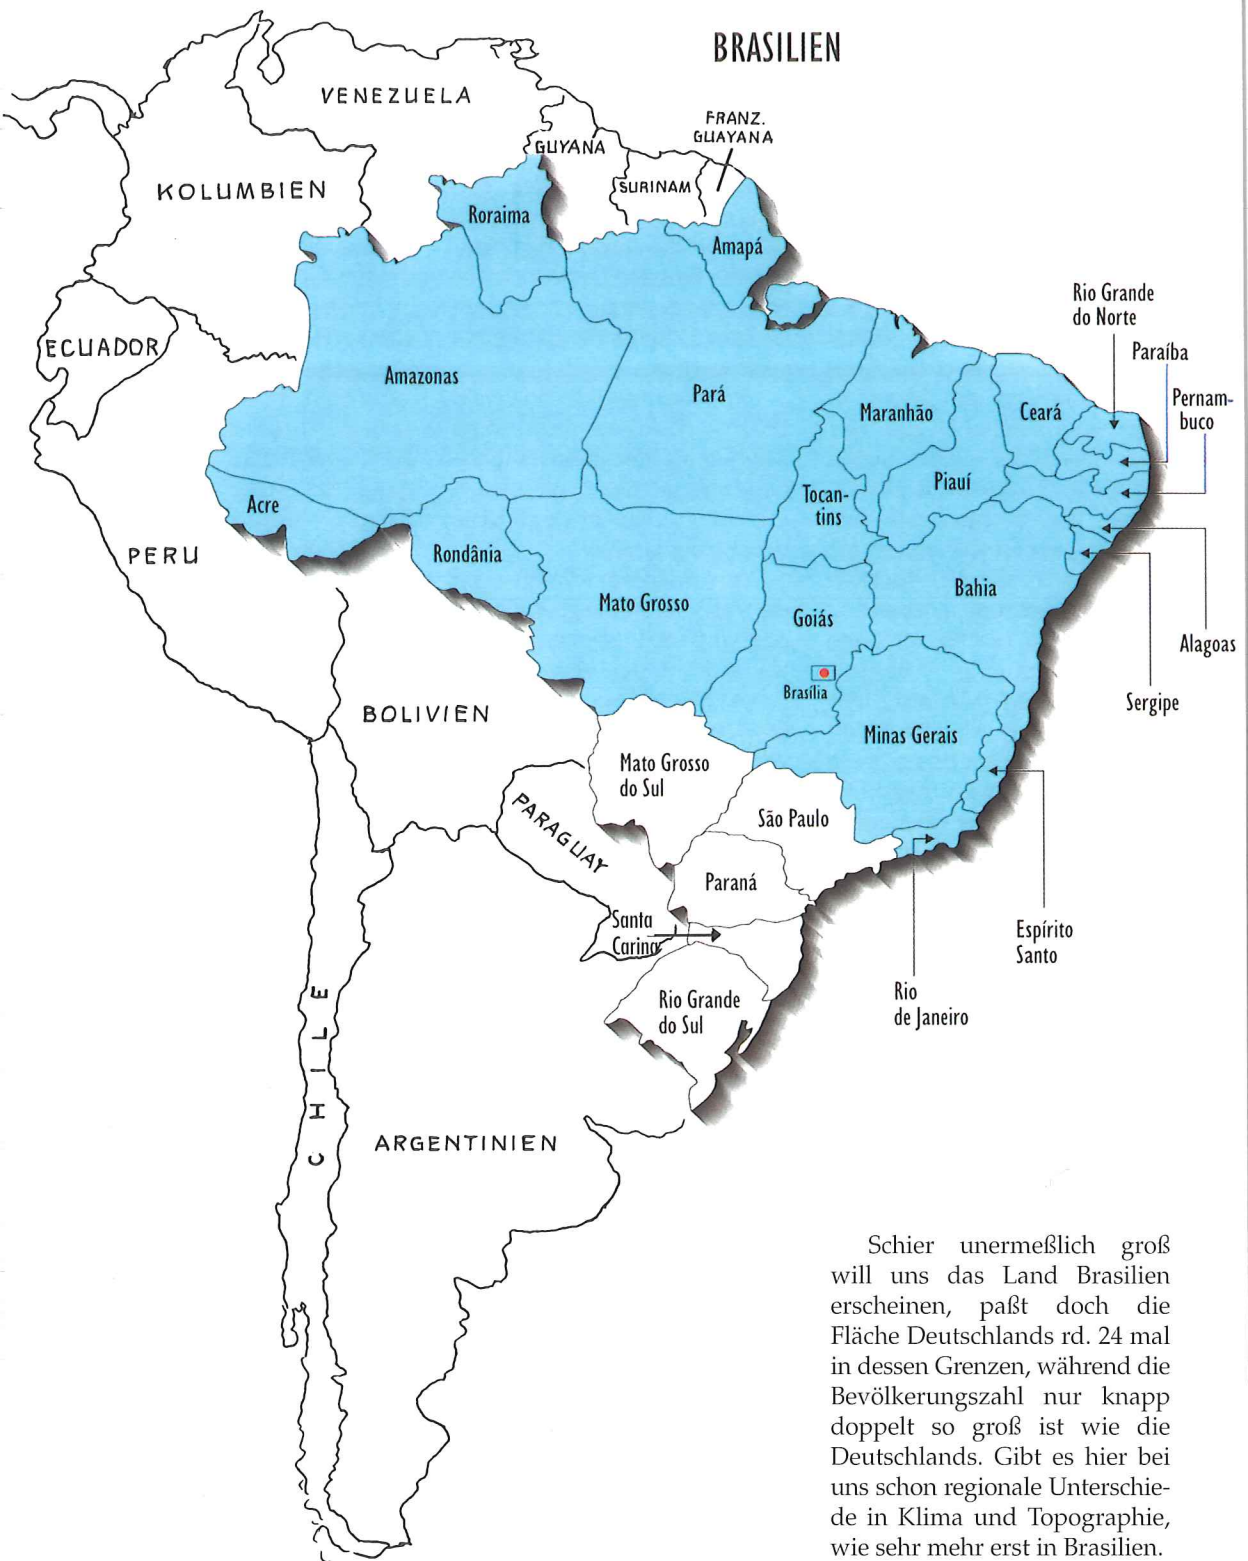 BRASILIEN
VENEZUELA
FRANZ.
GUAYANA
GUYANA
SURINAM
KOLUMBIEN
Roraima
Amapá
Rio Grande
do Norte
ECUADOR
Paraíba
Amazonas
Pará
Maranhão
Ceará
Pernam-
buco
Piauí
Acre
Tocan-
tins
PERU
Rondânia
Mato Grosso
Bahia
Goiás
Alagoas
Brasília
Sergipe
BOLIVIEN
Minas Gerais
Mato Grosso
do Sul
PARAGUAY
São Paulo
Paraná
Santa
Carina
Espírito
Santo
Rio Grande
do Sul
Rio
de Janeiro
CHILE
ARGENTINIEN
Schier unermeßlich groß
will uns das Land Brasilien
erscheinen, paßt doch die
Fläche Deutschlands rd. 24 mal
in dessen Grenzen, während die
Bevölkerungszahl nur knapp
doppelt so groß ist wie die
Deutschlands. Gibt es hier bei
uns schon regionale Unterschie-
de in Klima und Topographie,
wie sehr mehr erst in Brasilien.